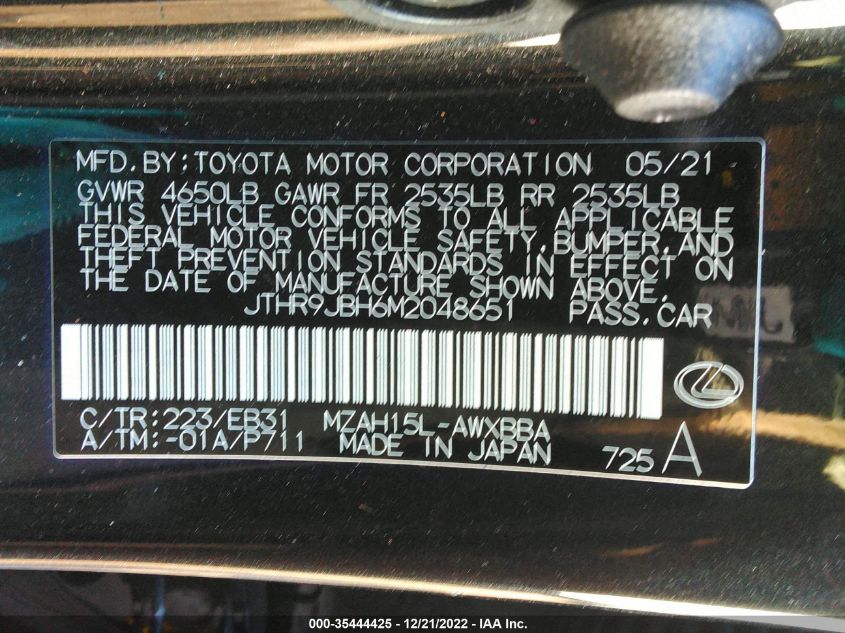 MFD. BY: TOYOTA MOTOR CORPORATION 05/21
GVWR 4650LB GAWR FR 2535LB RR 2535LB
THIS VEHICLE CONFORMS TO ALL APPLICABLE
FEDERAL MOTOR VEHICLE SAFETY, BUMPER, AND
THEFT PREVENTION STANDARDS IN EFFECT ON
THE DATE OF MANUFACTURE SHOWN ABOVE.
JTHR9JBH6M2048651 PASS. CAR
C/TR: 223/EB31 MZAH15L-AWXBBA
A/TM: -01A/P711 MADE IN JAPAN 725 A
000-35444425 - 12/21/2022 - IAA Inc.